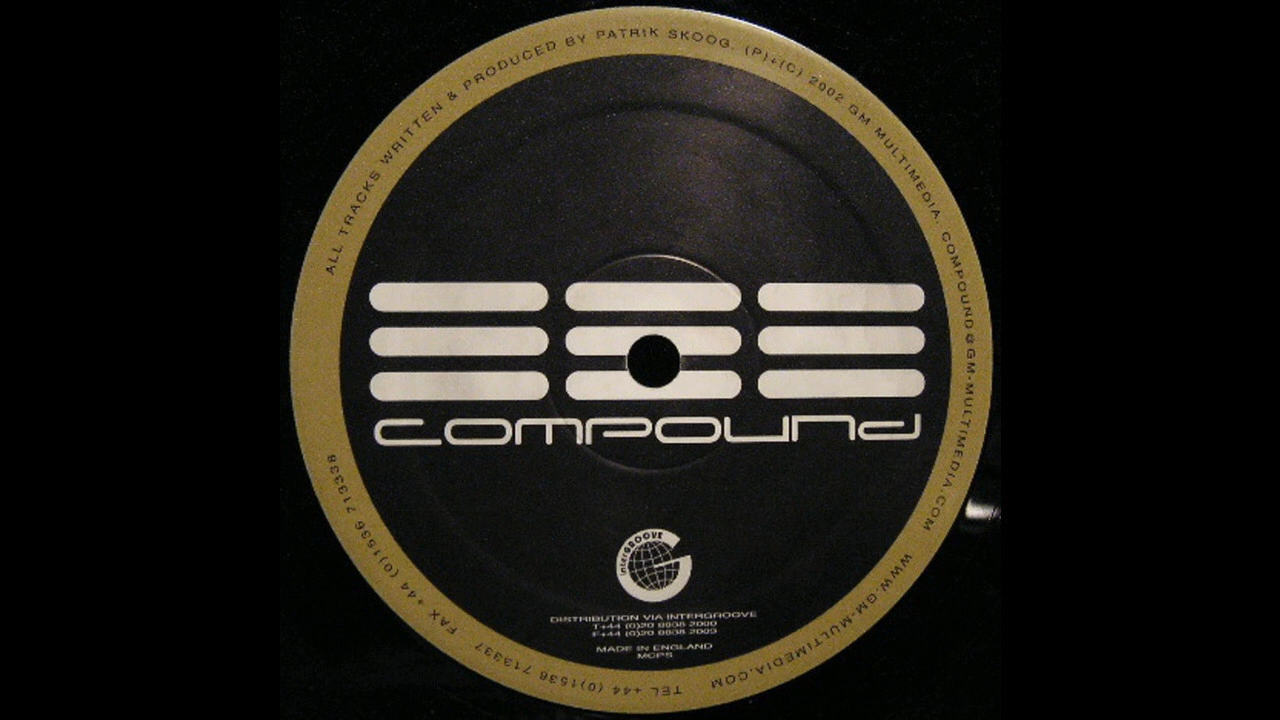 ALL TRACKS WRITTEN & PRODUCED BY PATRIK SKOOG. (P)+(C) 2002 GM MULTIMEDIA. COMPOUND@GM-MULTIMEDIA.COM WWW.GM-MULTIMEDIA.COM TEL +44 (0)1536 713337 FAX +44 (0)1536 713338
compound
interGROOVE
DISTRIBUTION VIA INTERGROOVE
T+44 (0)20 8838 2000
F+44 (0)20 8838 2003
MADE IN ENGLAND
MCPS